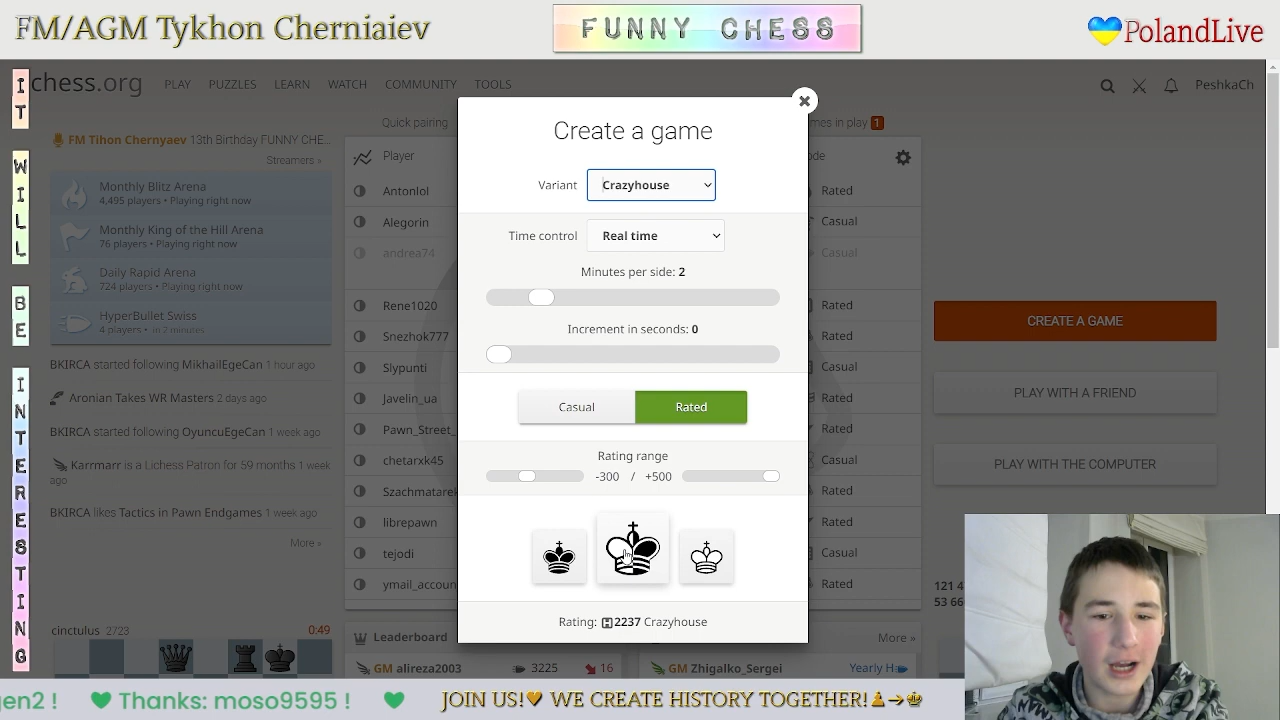 FM/AGM Tykhon Cherniaiev
FUNNY CHESS
PolandLive
IT WILL BE INTERESTING
chess.org
PLAY PUZZLES LEARN WATCH COMMUNITY TOOLS
PeshkaCh
FM Tihon Chernyaev 13th Birthday FUNNY CHE...
Streamers »
Monthly Blitz Arena
4,495 players • Playing right now
Monthly King of the Hill Arena
76 players • Playing right now
Daily Rapid Arena
724 players • Playing right now
HyperBullet Swiss
4 players • in 2 minutes
BKIRCA started following MikhailEgeCan 1 hour ago
Aronian Takes WR Masters 2 days ago
BKIRCA started following OyuncuEgeCan 1 week ago
Karrmarr is a Lichess Patron for 59 months 1 week
ago
BKIRCA likes Tactics in Pawn Endgames 1 week ago
More »
cinctulus 2723 0:49
Quick pairing
mes in play 1
Player
ode
Antonlol Rated
Alegorin Casual
andrea74 Casual
Rene1020 Rated
Snezhok777 Rated
Slypunti Casual
Javelin_ua Rated
Pawn_Street_ Rated
chetarxk45 Casual
Szachmatarek Rated
librepawn Rated
tejodi Casual
ymail_accoun Rated
Create a game
Variant Crazyhouse
Time control Real time
Minutes per side: 2
Increment in seconds: 0
Casual Rated
Rating range
-300 / +500
Rating: 2237 Crazyhouse
CREATE A GAME
PLAY WITH A FRIEND
PLAY WITH THE COMPUTER
121 4
53 66
Leaderboard
More »
GM alireza2003 3225 16
GM Zhigalko_Sergei Yearly H
gen2 ! Thanks: moso9595 ! JOIN US! WE CREATE HISTORY TOGETHER!